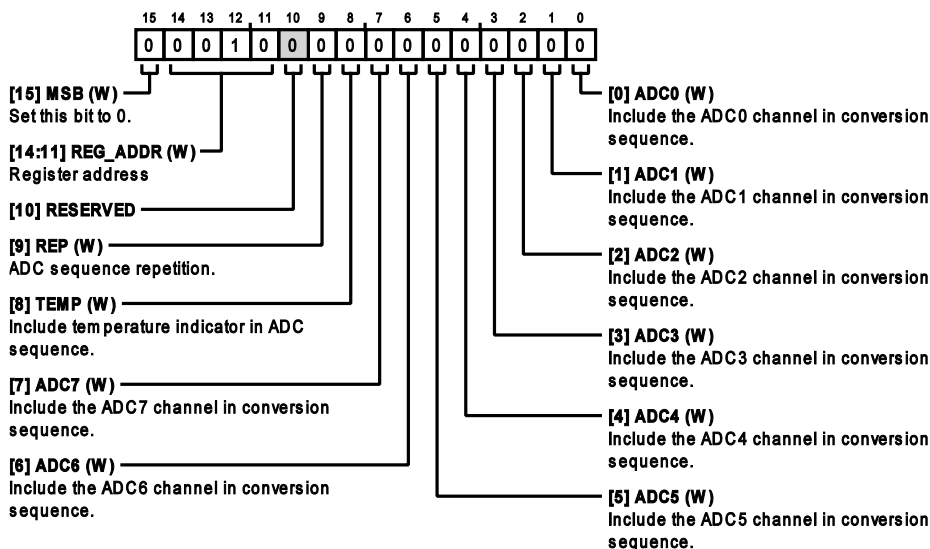 15 14 13 12 11 10 9 8 7 6 5 4 3 2 1 0
0 0 0 1 0 0 0 0 0 0 0 0 0 0 0 0
[15] MSB (W)
Set this bit to 0.
[14:11] REG_ADDR (W)
Register address
[10] RESERVED
[9] REP (W)
ADC sequence repetition.
[8] TEMP (W)
Include temperature indicator in ADC
sequence.
[7] ADC7 (W)
Include the ADC7 channel in conversion
sequence.
[6] ADC6 (W)
Include the ADC6 channel in conversion
sequence.
[0] ADC0 (W)
Include the ADC0 channel in conversion
sequence.
[1] ADC1 (W)
Include the ADC1 channel in conversion
sequence.
[2] ADC2 (W)
Include the ADC2 channel in conversion
sequence.
[3] ADC3 (W)
Include the ADC3 channel in conversion
sequence.
[4] ADC4 (W)
Include the ADC4 channel in conversion
sequence.
[5] ADC5 (W)
Include the ADC5 channel in conversion
sequence.